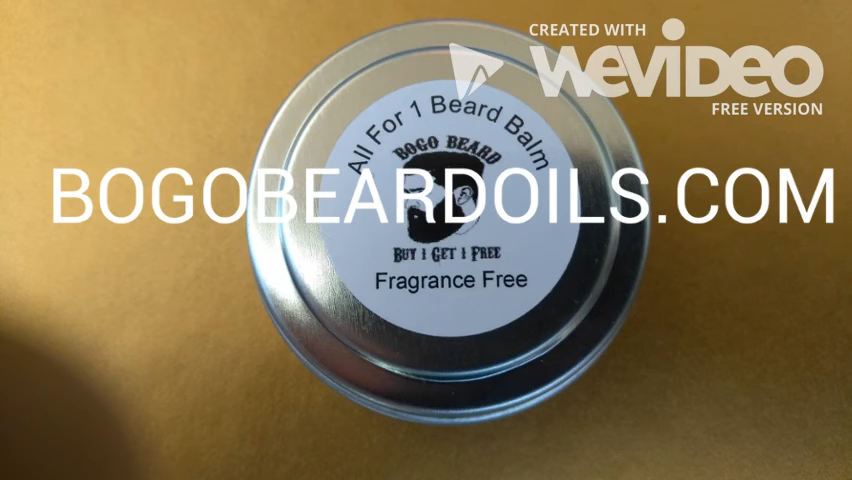 CREATED WITH
WEVIDEO
FREE VERSION
All For 1 Beard Balm
BOGO BEARD
BOGOBEARDOILS.COM
BUY 1 GET 1 FREE
Fragrance Free